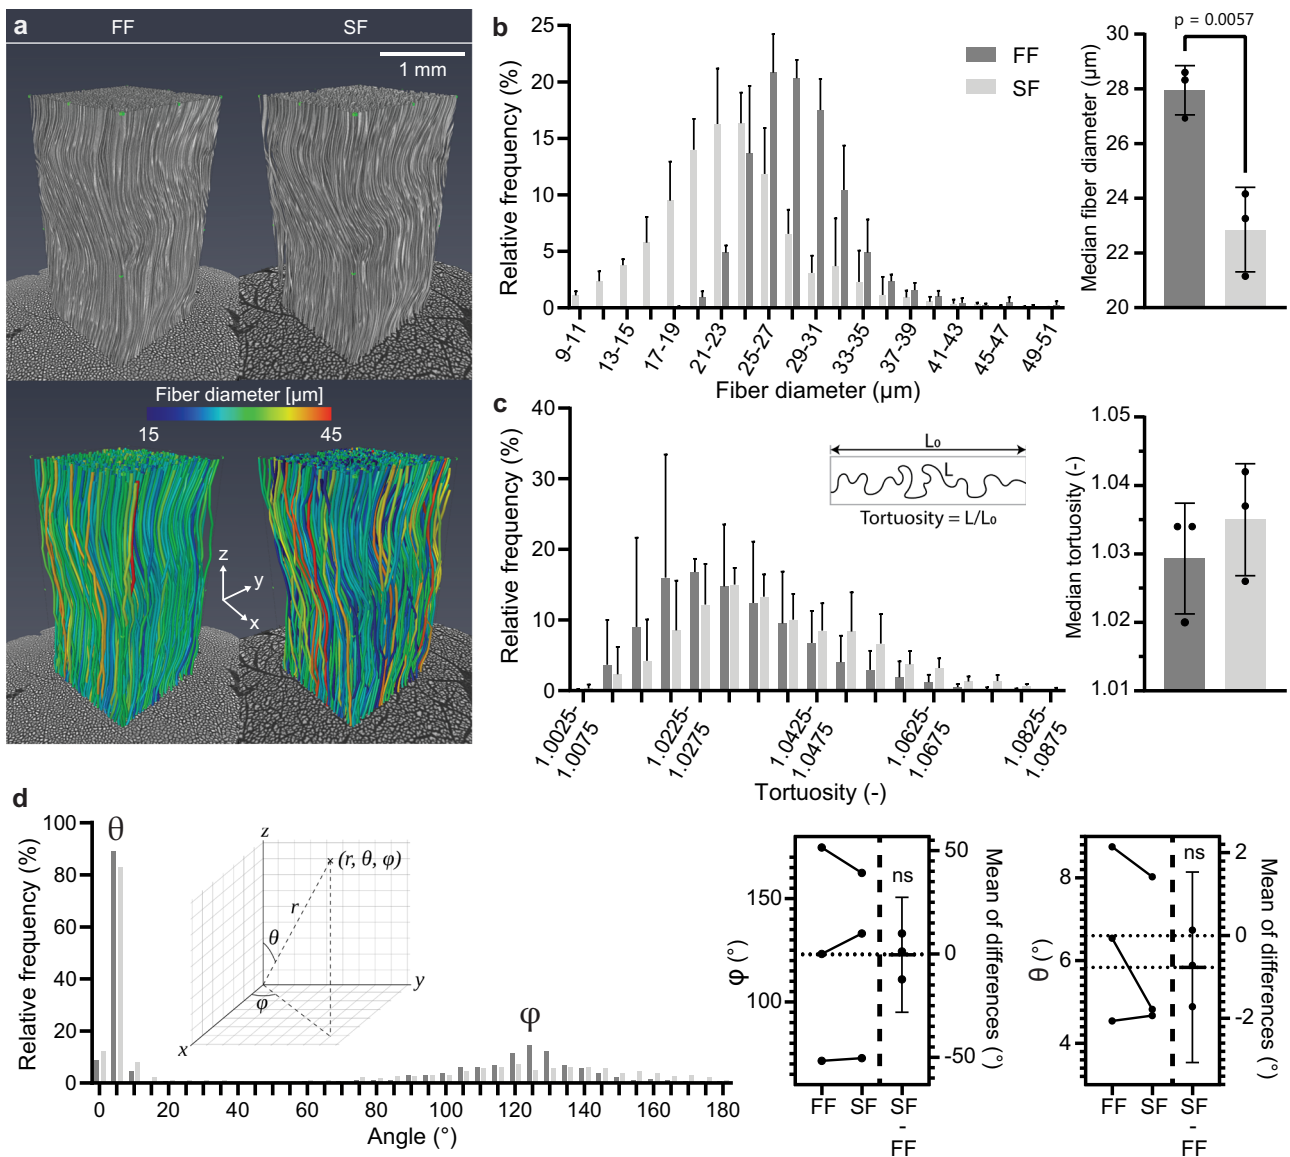 a
FF
SF
1 mm
Fiber diameter [µm]
15
45
z
y
x
b
Relative frequency (%)
25
20
15
10
5
0
FF
SF
9-11
13-15
17-19
21-23
25-27
29-31
33-35
37-39
41-43
45-47
49-51
Fiber diameter (µm)
p = 0.0057
Median fiber diameter (µm)
30
28
26
24
22
20
c
Relative frequency (%)
40
30
20
10
0
L₀
L
Tortuosity = L/L₀
1.0025-
1.0075
1.0225-
1.0275
1.0425-
1.0475
1.0625-
1.0675
1.0825-
1.0875
Tortuosity (-)
Median tortuosity (-)
1.05
1.04
1.03
1.02
1.01
d
Relative frequency (%)
100
80
60
40
20
0
θ
z
(r, θ, φ)
r
θ
y
φ
x
φ
0
20
40
60
80
100
120
140
160
180
Angle (°)
φ (°)
150
100
ns
50
0
-50
Mean of differences (°)
FF
SF
SF
-
FF
θ (°)
8
6
4
ns
2
0
-2
Mean of differences (°)
FF
SF
SF
-
FF